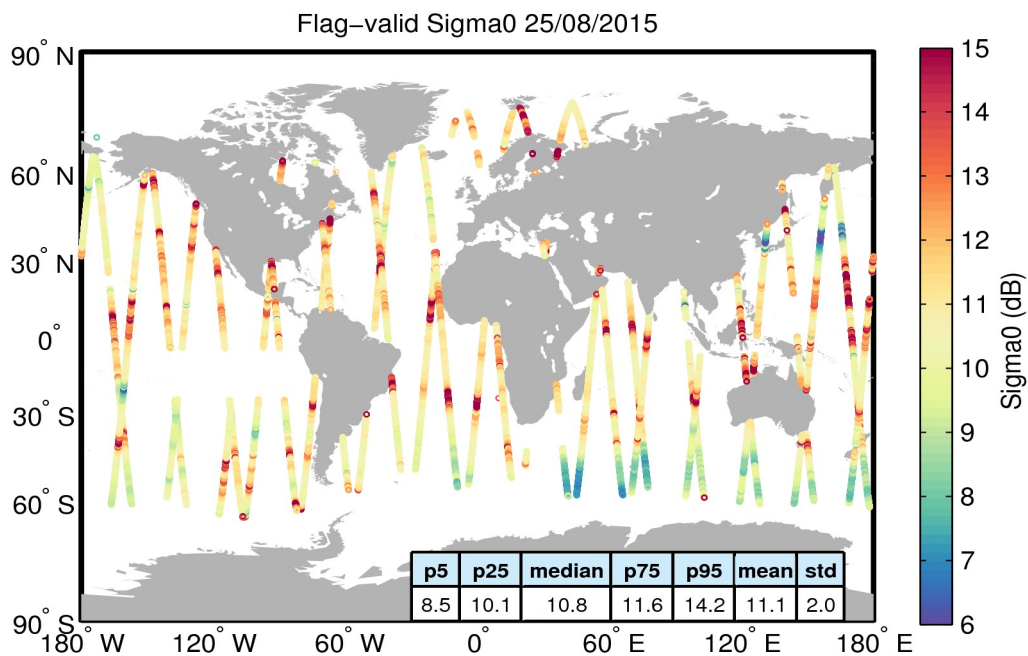 Flag−valid Sigma0 25/08/2015
90° N
60° N
30° N
0°
30° S
60° S
90° S
180° W
120° W
60° W
0°
60° E
120° E
180° E
15
14
13
12
11
10
9
8
7
6
Sigma0 (dB)
p5 p25 median p75 p95 mean std
8.5 10.1 10.8 11.6 14.2 11.1 2.0